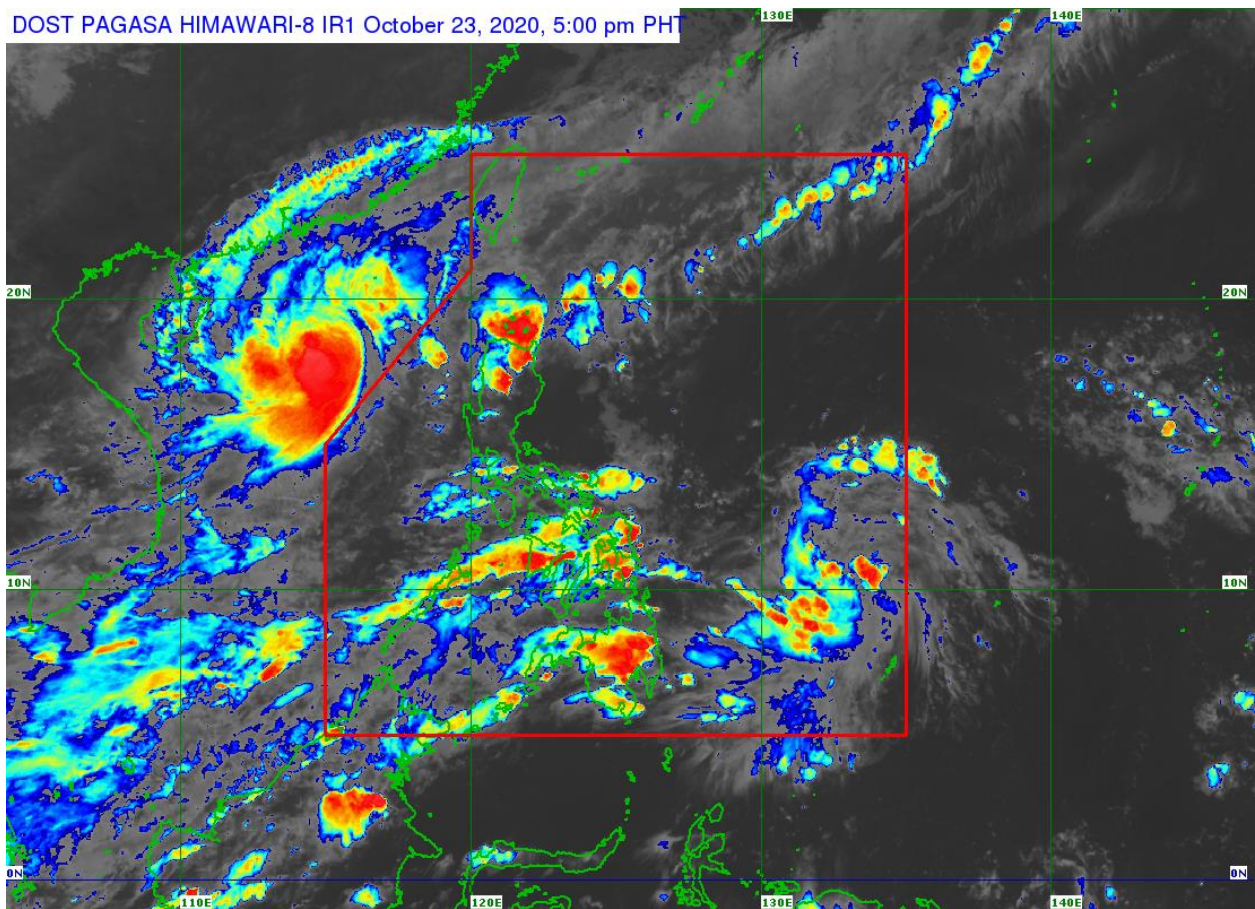 DOST PAGASA HIMAWARI-8 IR1 October 23, 2020, 5:00 pm PHT
130E
140E
20N
20N
10N
10N
0N
0N
110E
120E
130E
140E